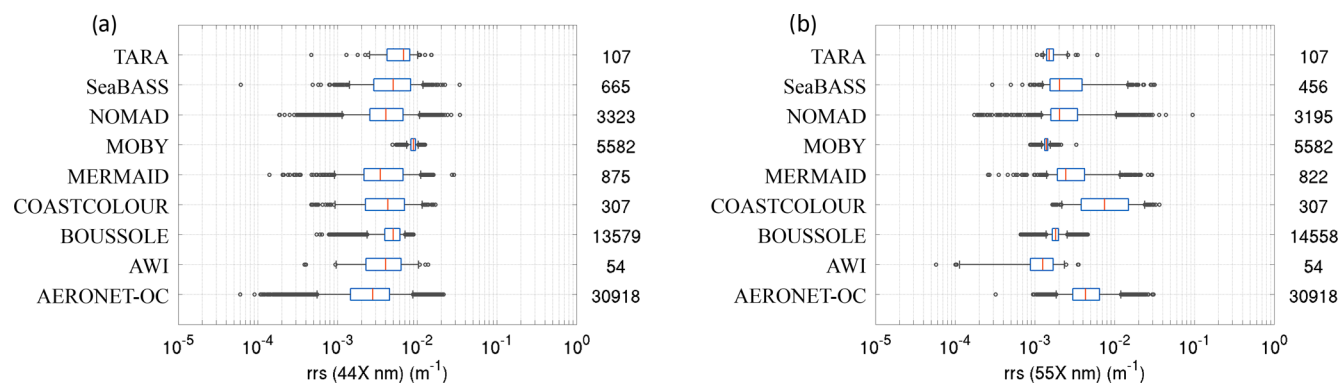 (a)
TARA 107
SeaBASS 665
NOMAD 3323
MOBY 5582
MERMAID 875
COASTCOLOUR 307
BOUSSOLE 13579
AWI 54
AERONET-OC 30918
10^-5 10^-4 10^-3 10^-2 10^-1 10^0
rrs (44X nm) (m^-1)
(b)
TARA 107
SeaBASS 456
NOMAD 3195
MOBY 5582
MERMAID 822
COASTCOLOUR 307
BOUSSOLE 14558
AWI 54
AERONET-OC 30918
10^-5 10^-4 10^-3 10^-2 10^-1 10^0
rrs (55X nm) (m^-1)